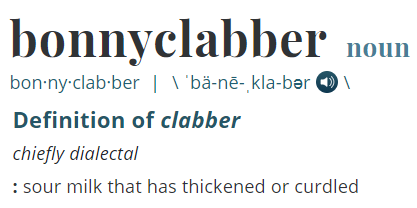 bonnyclabber noun
bon·ny·clab·ber | \ ˈbä-nē-ˌkla-bər \
Definition of clabber
chiefly dialectal
: sour milk that has thickened or curdled